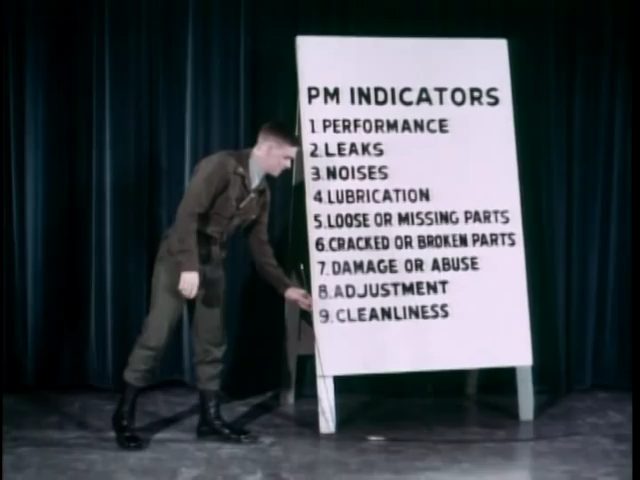 PM INDICATORS
1. PERFORMANCE
2. LEAKS
3. NOISES
4. LUBRICATION
5. LOOSE OR MISSING PARTS
6. CRACKED OR BROKEN PARTS
7. DAMAGE OR ABUSE
8. ADJUSTMENT
9. CLEANLINESS